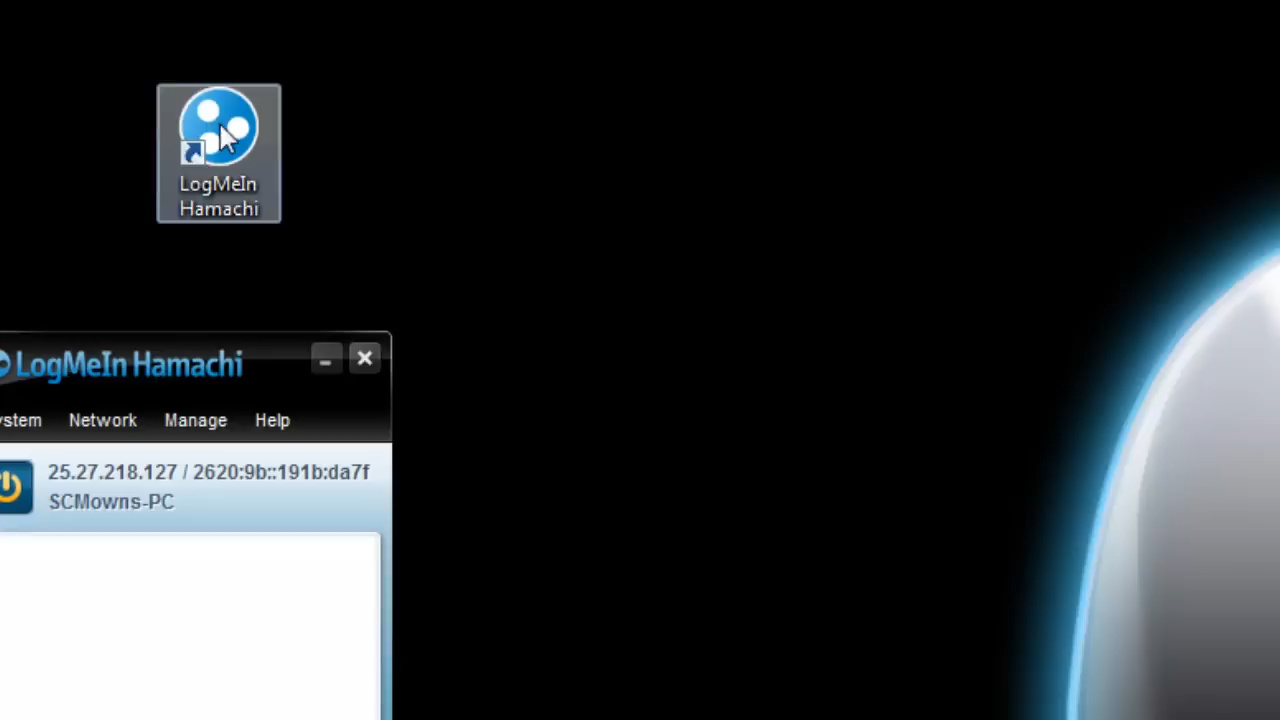 LogMeIn
Hamachi
LogMeIn Hamachi
ystem Network Manage Help
25.27.218.127 / 2620:9b::191b:da7f
SCMowns-PC